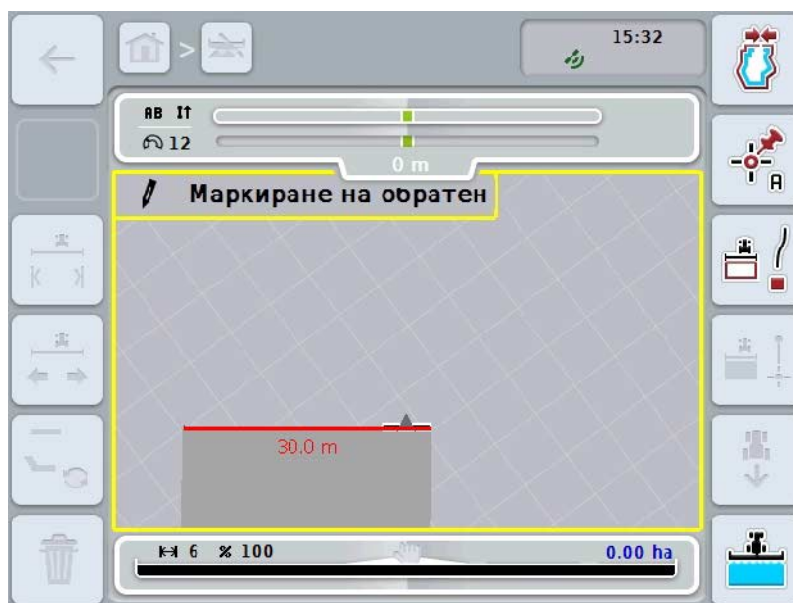 >
15:32
AB
12
0 m
Маркиране на обратен
A
30.0 m
6 % 100
0.00 ha